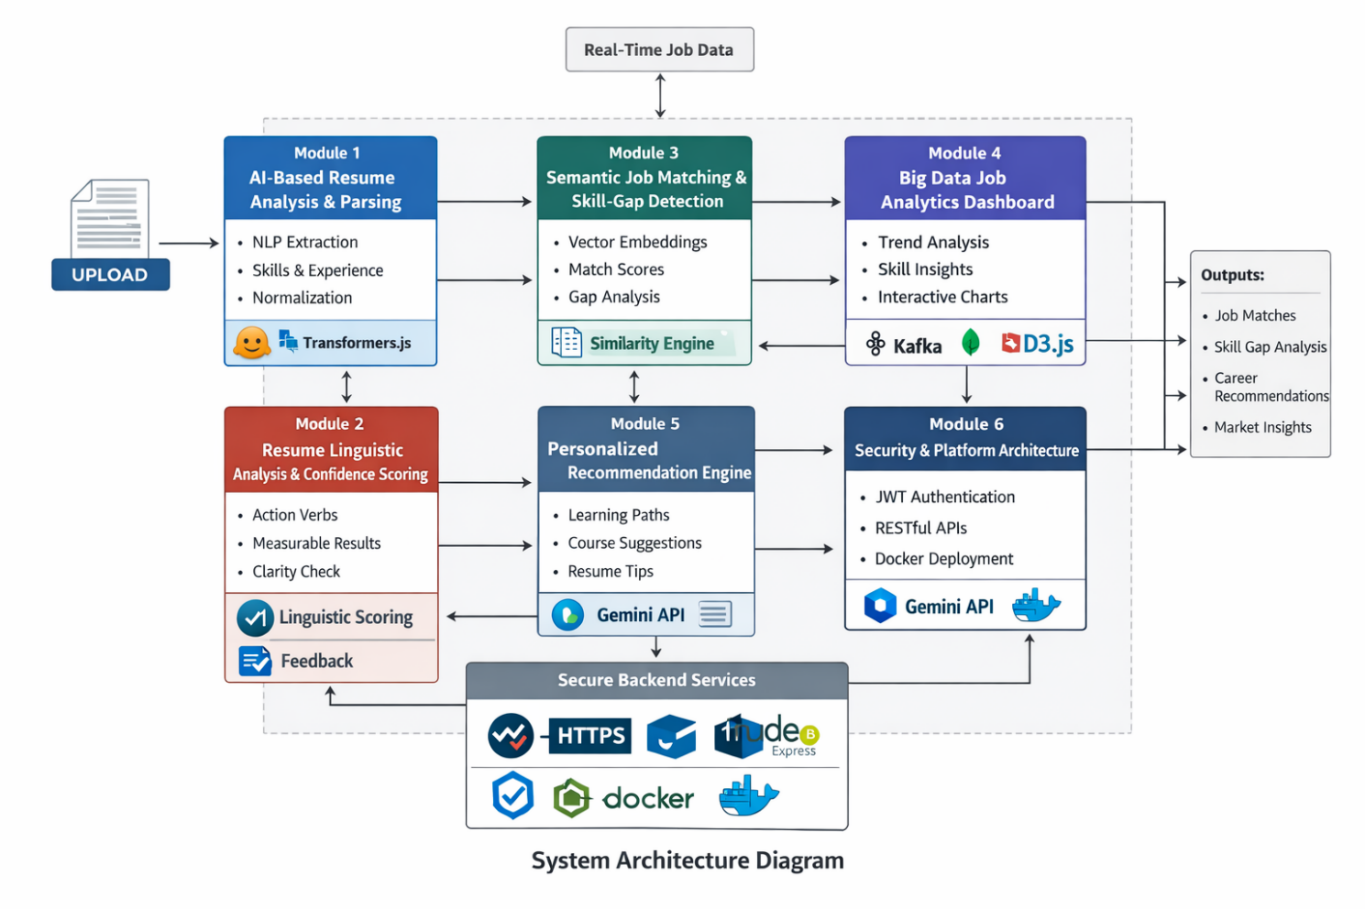 Real-Time Job Data
UPLOAD
Module 1
AI-Based Resume
Analysis & Parsing
• NLP Extraction
• Skills & Experience
• Normalization
Transformers.js
Module 3
Semantic Job Matching &
Skill-Gap Detection
• Vector Embeddings
• Match Scores
• Gap Analysis
Similarity Engine
Module 4
Big Data Job
Analytics Dashboard
• Trend Analysis
• Skill Insights
• Interactive Charts
Kafka
D3.js
Outputs:
• Job Matches
• Skill Gap Analysis
• Career
Recommendations
• Market Insights
Module 2
Resume Linguistic
Analysis & Confidence Scoring
• Action Verbs
• Measurable Results
• Clarity Check
Linguistic Scoring
Feedback
Module 5
Personalized
Recommendation Engine
• Learning Paths
• Course Suggestions
• Resume Tips
Gemini API
Module 6
Security & Platform Architecture
• JWT Authentication
• RESTful APIs
• Docker Deployment
Gemini API
Secure Backend Services
HTTPS
B
Express
docker
System Architecture Diagram